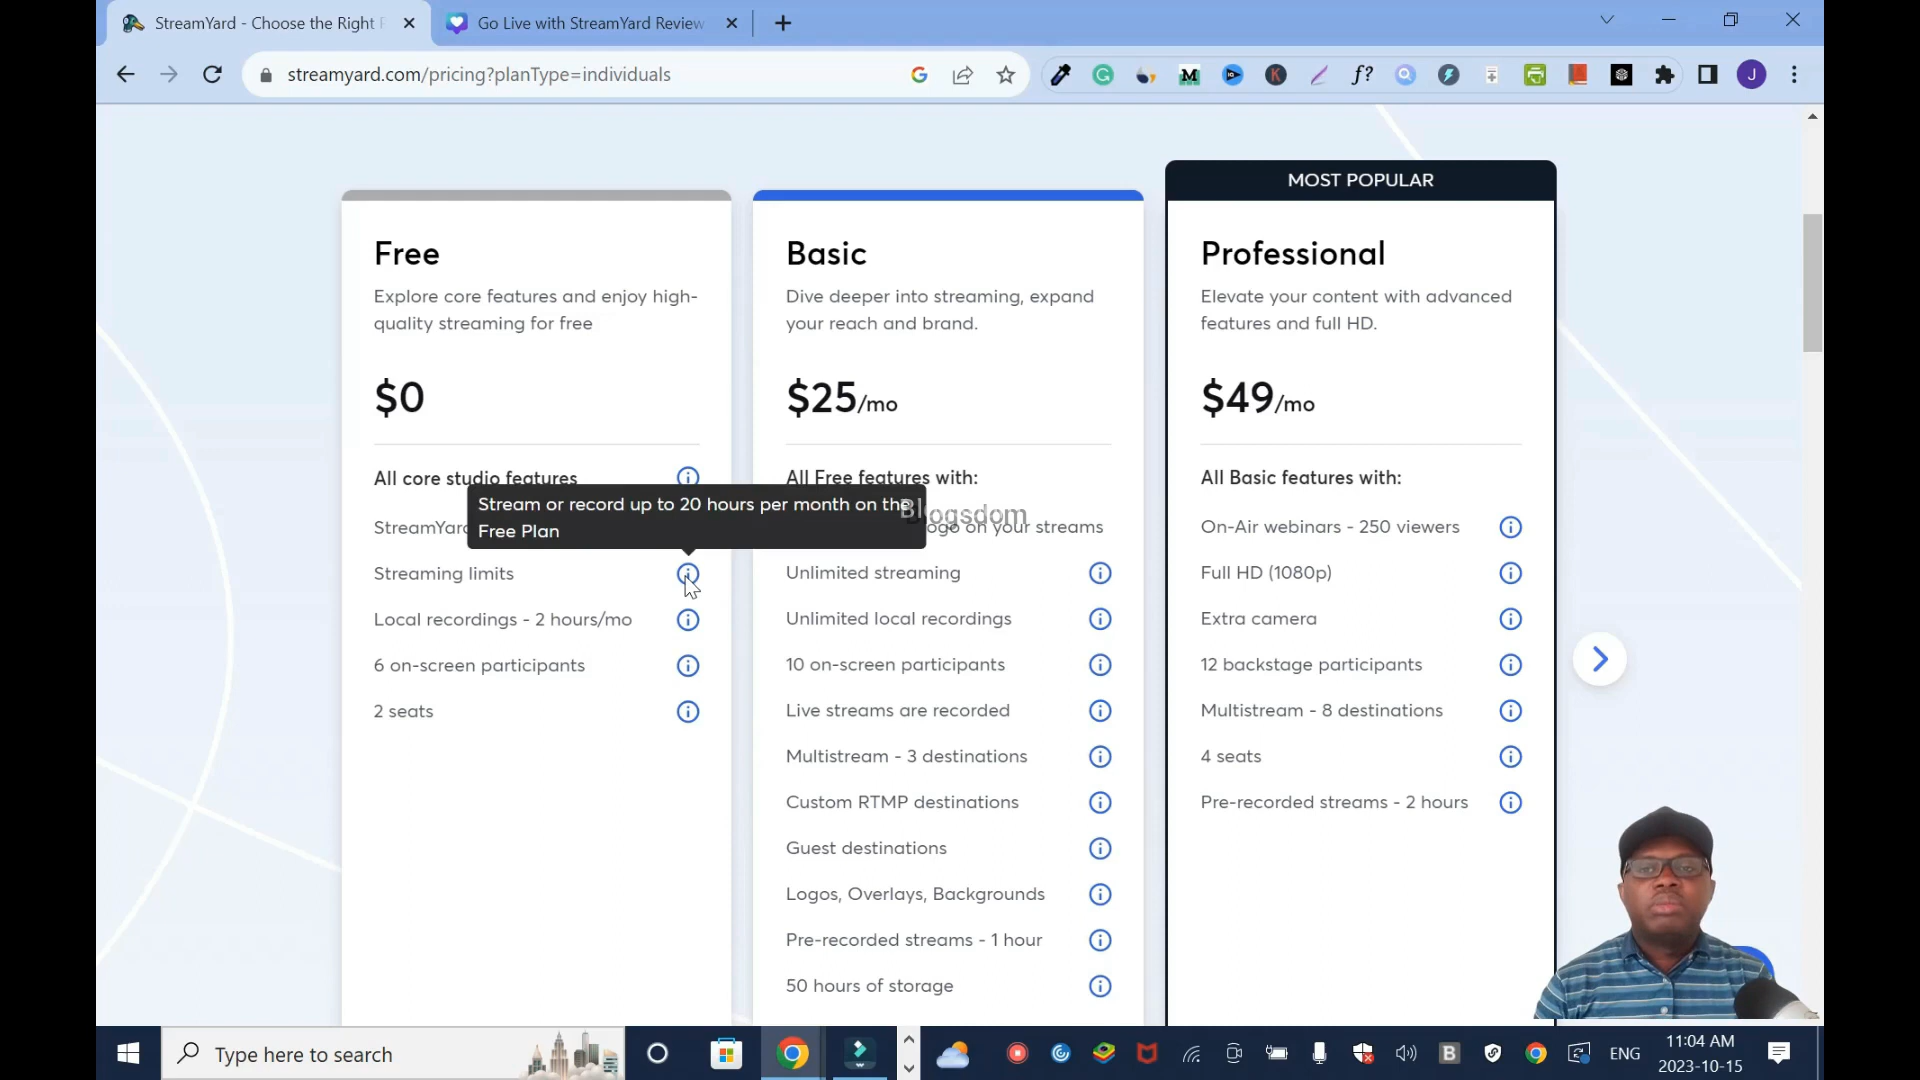 StreamYard - Choose the Right
Go Live with StreamYard Review
streamyard.com/pricing?planType=individuals
J
MOST POPULAR
Free
Explore core features and enjoy high-
quality streaming for free
$0
All core studio features
Stream or record up to 20 hours per month on the
Free Plan
Streaming limits
Local recordings - 2 hours/mo
6 on-screen participants
2 seats
Basic
Dive deeper into streaming, expand
your reach and brand.
$25/mo
All Free features with:
Blogsdom
logo on your streams
Unlimited streaming
Unlimited local recordings
10 on-screen participants
Live streams are recorded
Multistream - 3 destinations
Custom RTMP destinations
Guest destinations
Logos, Overlays, Backgrounds
Pre-recorded streams - 1 hour
50 hours of storage
Professional
Elevate your content with advanced
features and full HD.
$49/mo
All Basic features with:
On-Air webinars - 250 viewers
Full HD (1080p)
Extra camera
12 backstage participants
Multistream - 8 destinations
4 seats
Pre-recorded streams - 2 hours
Type here to search
ENG
11:04 AM
2023-10-15